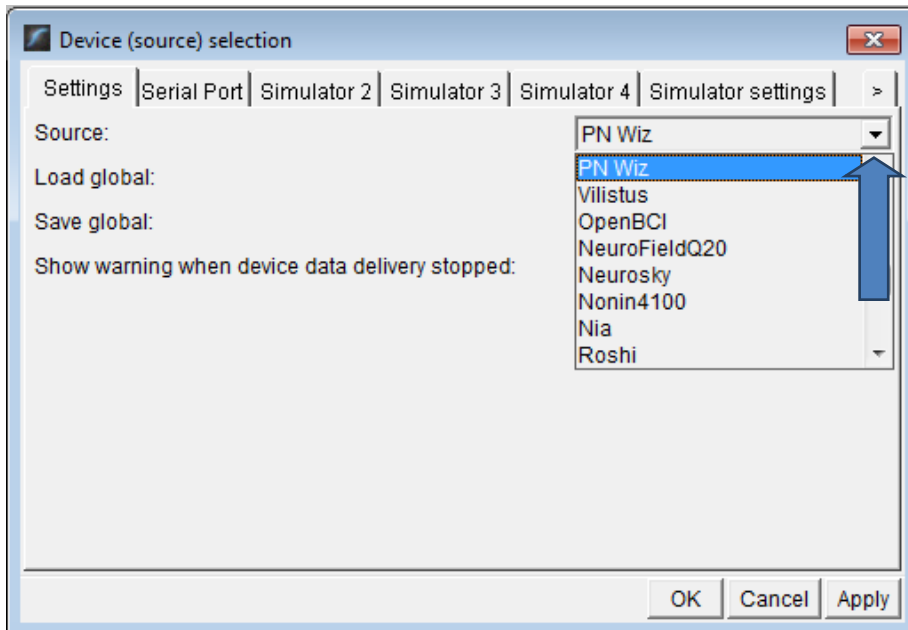 Device (source) selection
Settings Serial Port Simulator 2 Simulator 3 Simulator 4 Simulator settings >
Source: PN Wiz
Load global: PN Wiz
Vilistus
Save global: OpenBCI
NeuroFieldQ20
Show warning when device data delivery stopped: Neurosky
Nonin4100
Nia
Roshi
OK Cancel Apply